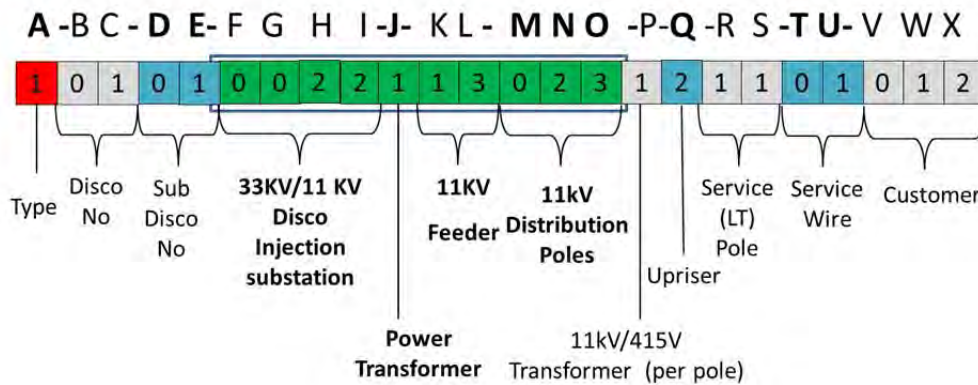 A -B C - D E- F G H I -J- K L - M N O -P- Q -R S -T U- V W X
1 0 1 0 1 0 0 2 2 1 1 3 0 2 3 1 2 1 1 0 1 0 1 2
Type
Disco
No
Sub
Disco
No
33KV/11 KV
Disco
Injection
substation
11KV
Feeder
11kV
Distribution
Poles
Service
(LT)
Pole
Service
Wire
Customer
Upriser
Power
Transformer
11kV/415V
Transformer (per pole)